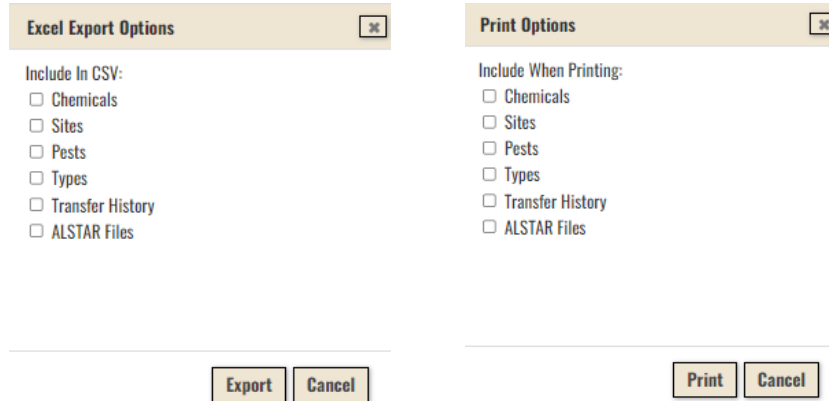 Excel Export Options
Include In CSV:
Chemicals
Sites
Pests
Types
Transfer History
ALSTAR Files
Export
Cancel
Print Options
Include When Printing:
Chemicals
Sites
Pests
Types
Transfer History
ALSTAR Files
Print
Cancel